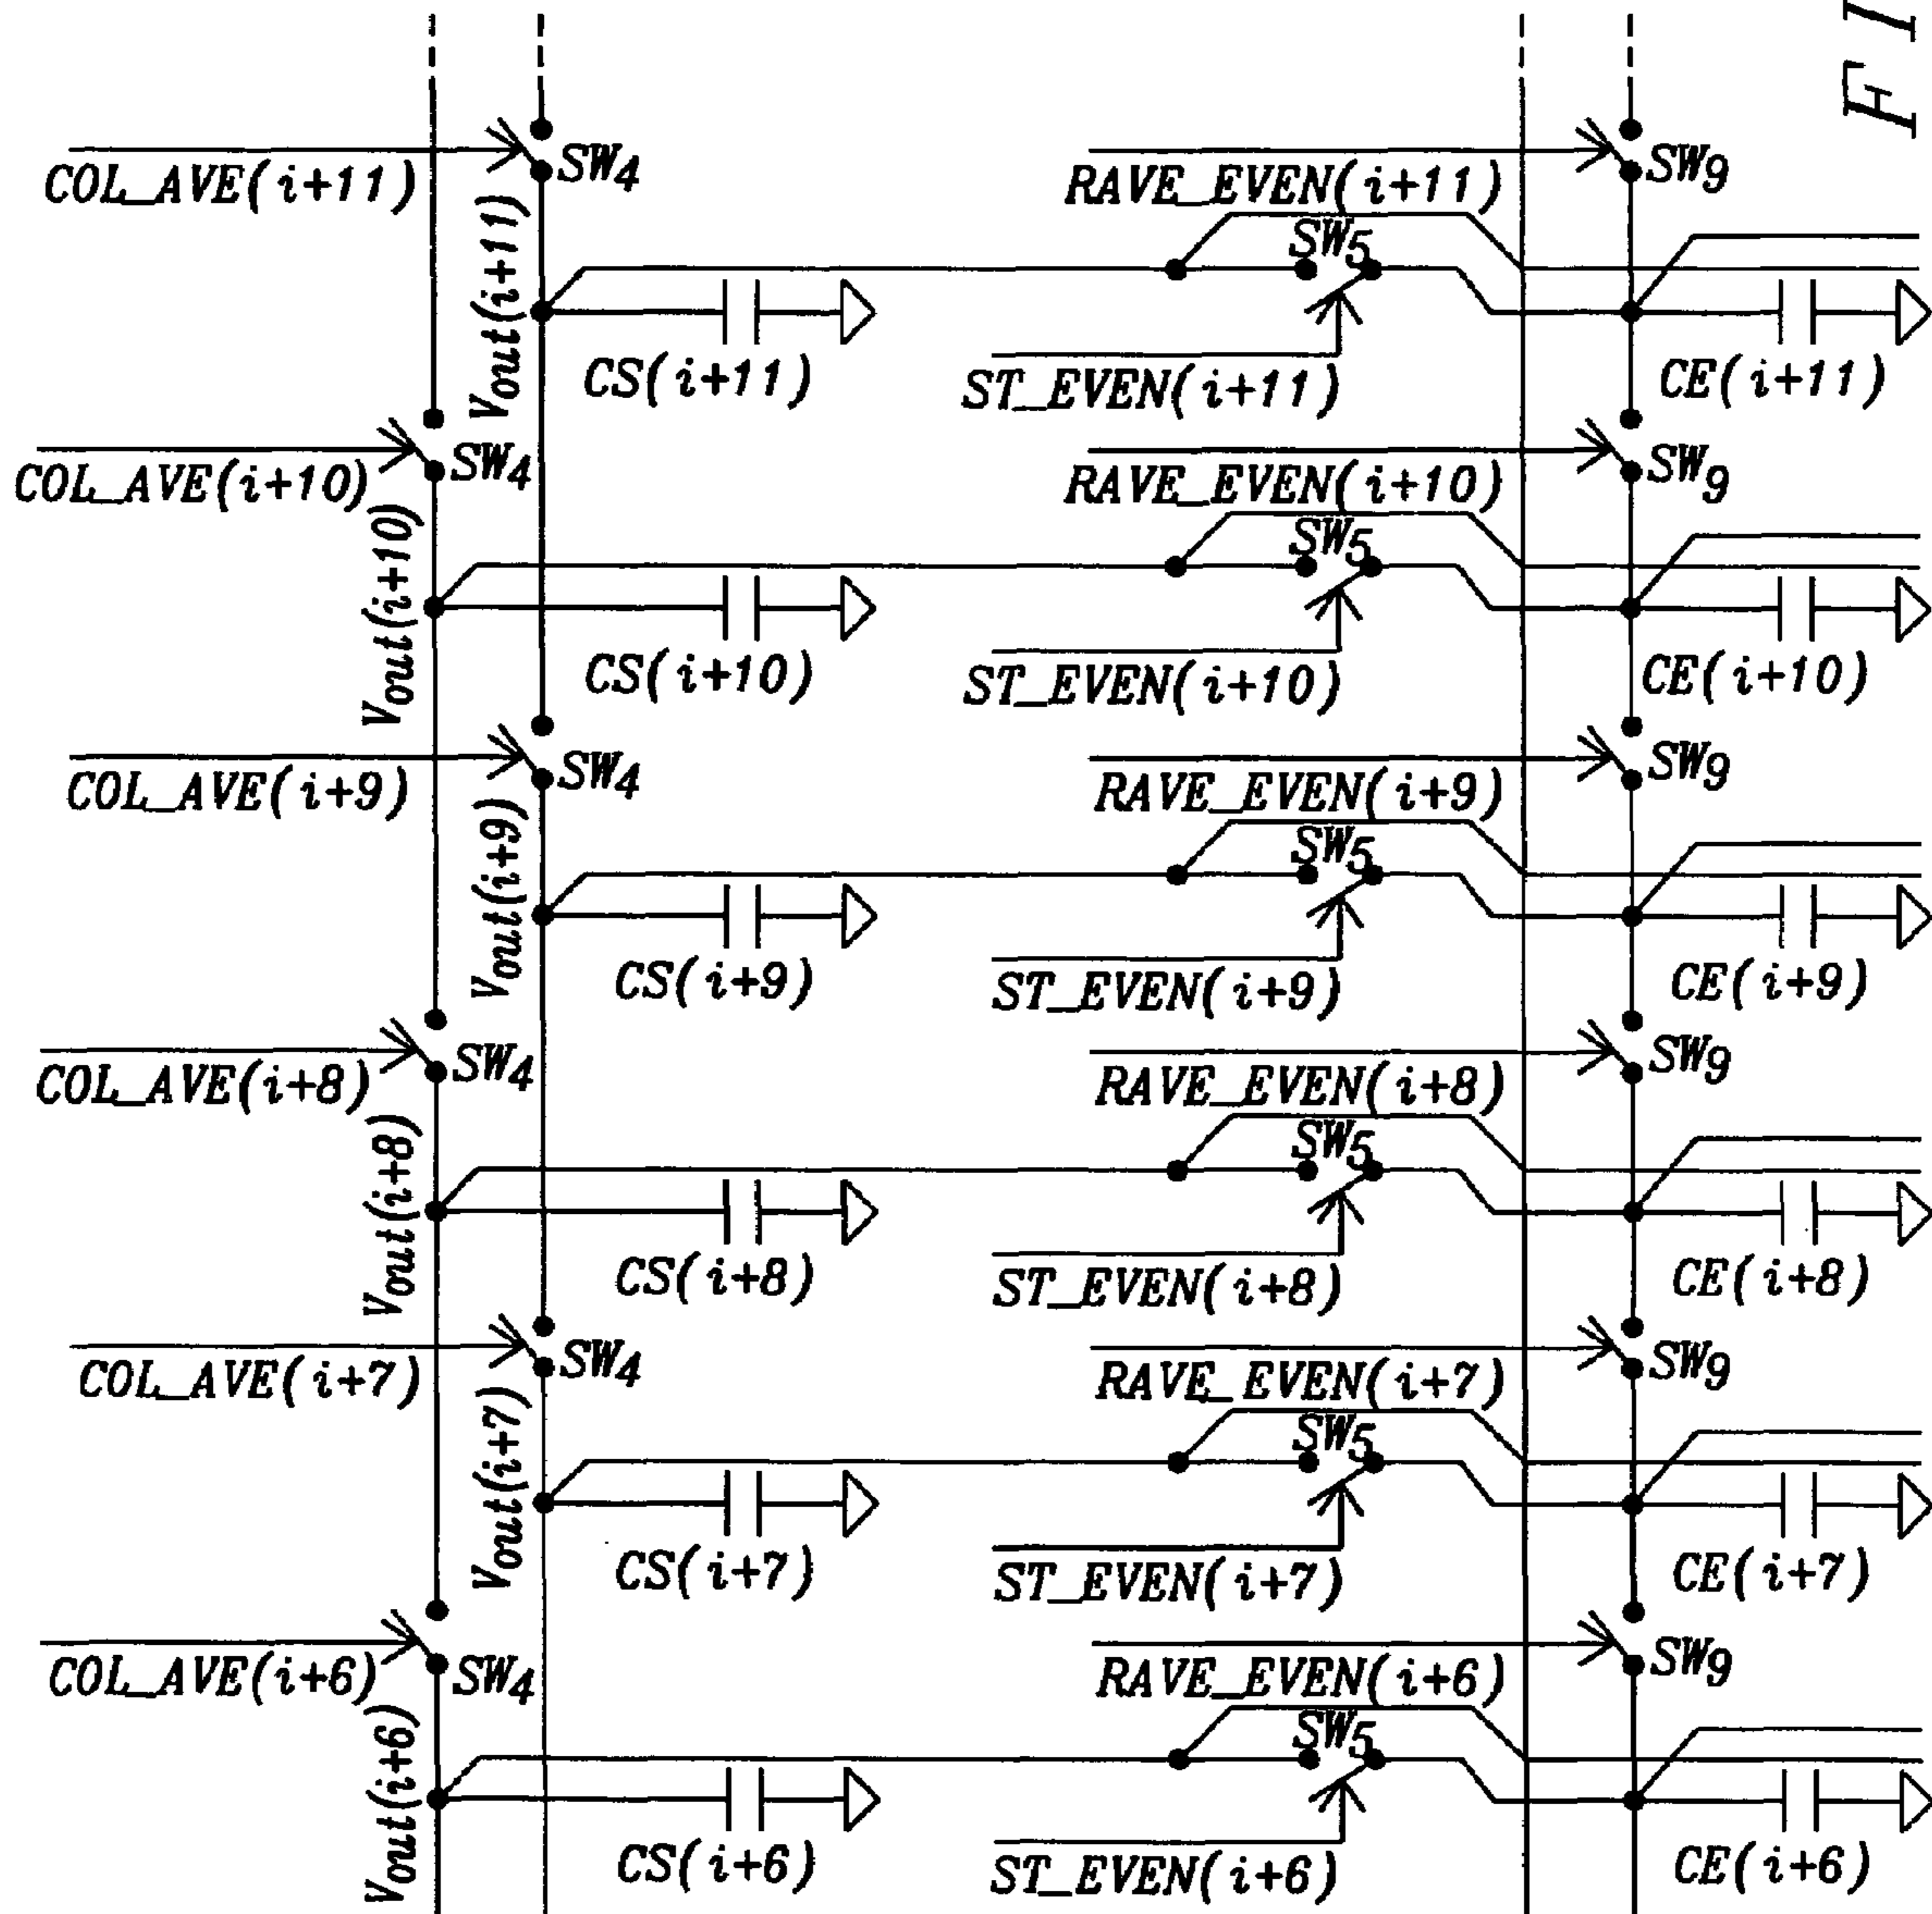 F I
COL_AVE(i+11)
SW4
RAVE_EVEN(i+11)
SW9
Vout(i+11)
SW5
CS(i+11)
ST_EVEN(i+11)
CE(i+11)
COL_AVE(i+10)
SW4
RAVE_EVEN(i+10)
SW9
Vout(i+10)
SW5
CS(i+10)
ST_EVEN(i+10)
CE(i+10)
COL_AVE(i+9)
SW4
RAVE_EVEN(i+9)
SW9
Vout(i+9)
SW5
CS(i+9)
ST_EVEN(i+9)
CE(i+9)
COL_AVE(i+8)
SW4
RAVE_EVEN(i+8)
SW9
Vout(i+8)
SW5
CS(i+8)
ST_EVEN(i+8)
CE(i+8)
COL_AVE(i+7)
SW4
RAVE_EVEN(i+7)
SW9
Vout(i+7)
SW5
CS(i+7)
ST_EVEN(i+7)
CE(i+7)
COL_AVE(i+6)
SW4
RAVE_EVEN(i+6)
SW9
Vout(i+6)
SW5
CS(i+6)
ST_EVEN(i+6)
CE(i+6)